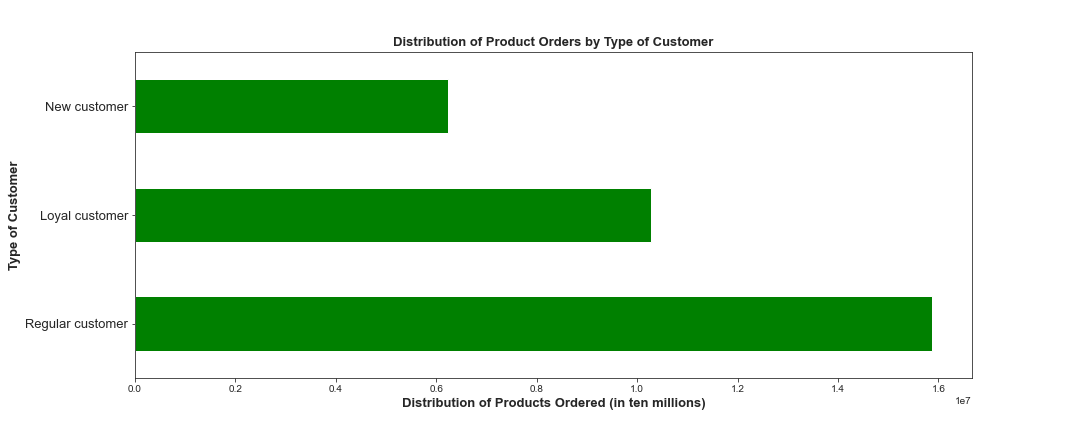 Distribution of Product Orders by Type of Customer
Type of Customer
New customer
Loyal customer
Regular customer
0.0 0.2 0.4 0.6 0.8 1.0 1.2 1.4 1.6
1e7
Distribution of Products Ordered (in ten millions)